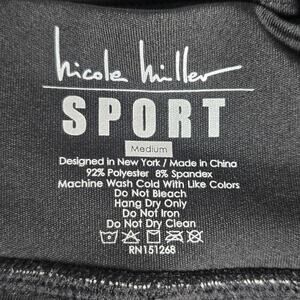 nicole miller
SPORT
Medium
Designed in New York / Made in China
92% Polyester 8% Spandex
Machine Wash Cold With Like Colors
Do Not Bleach
Hang Dry Only
Do Not Iron
Do Not Dry Clean
RN151268